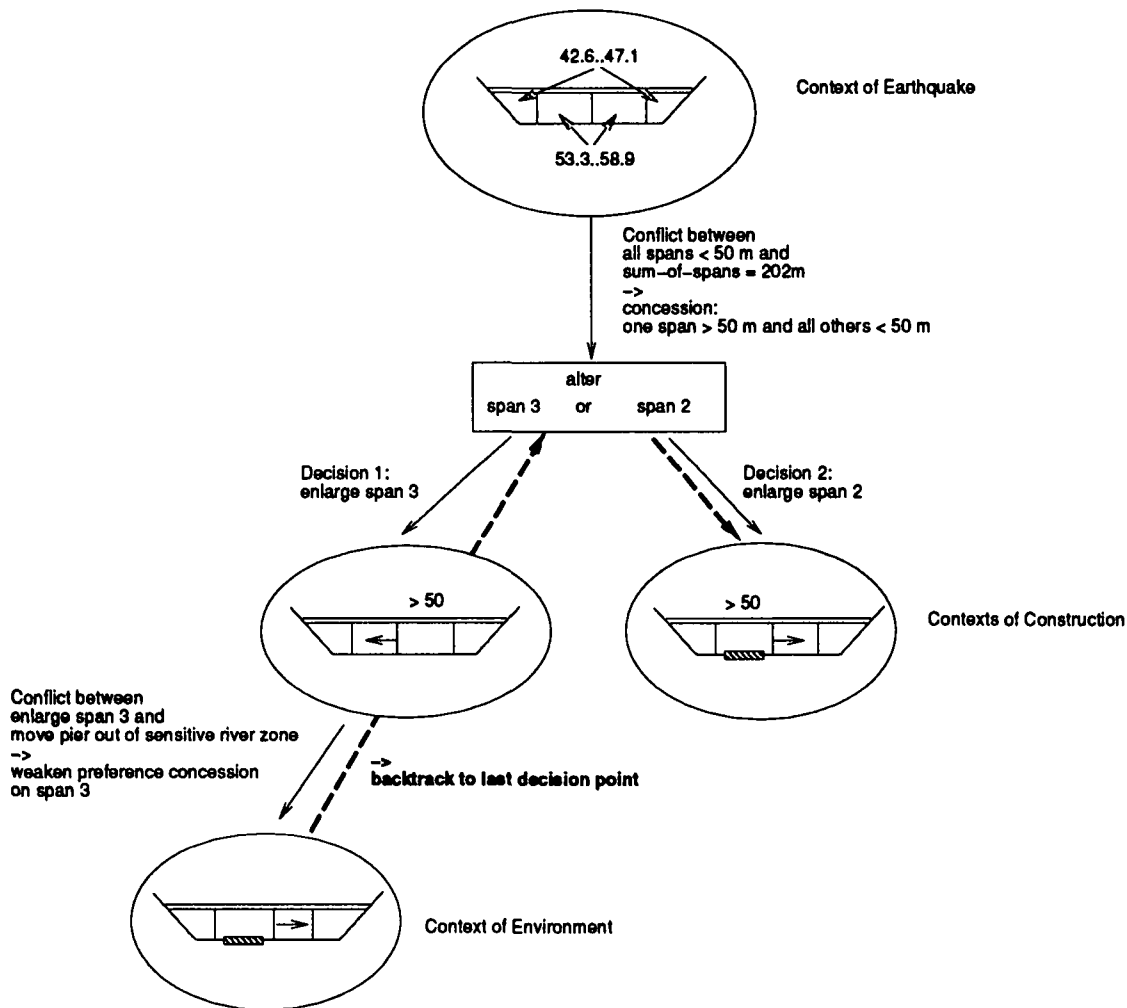 42.6..47.1
Context of Earthquake
53.3..58.9
Conflict between
all spans < 50 m and
sum-of-spans = 202m
->
concession:
one span > 50 m and all others < 50 m
alter
span 3 or span 2
Decision 1:
enlarge span 3
Decision 2:
enlarge span 2
> 50
> 50
Contexts of Construction
Conflict between
enlarge span 3 and
move pier out of sensitive river zone
->
weaken preference concession
on span 3
->
backtrack to last decision point
Context of Environment